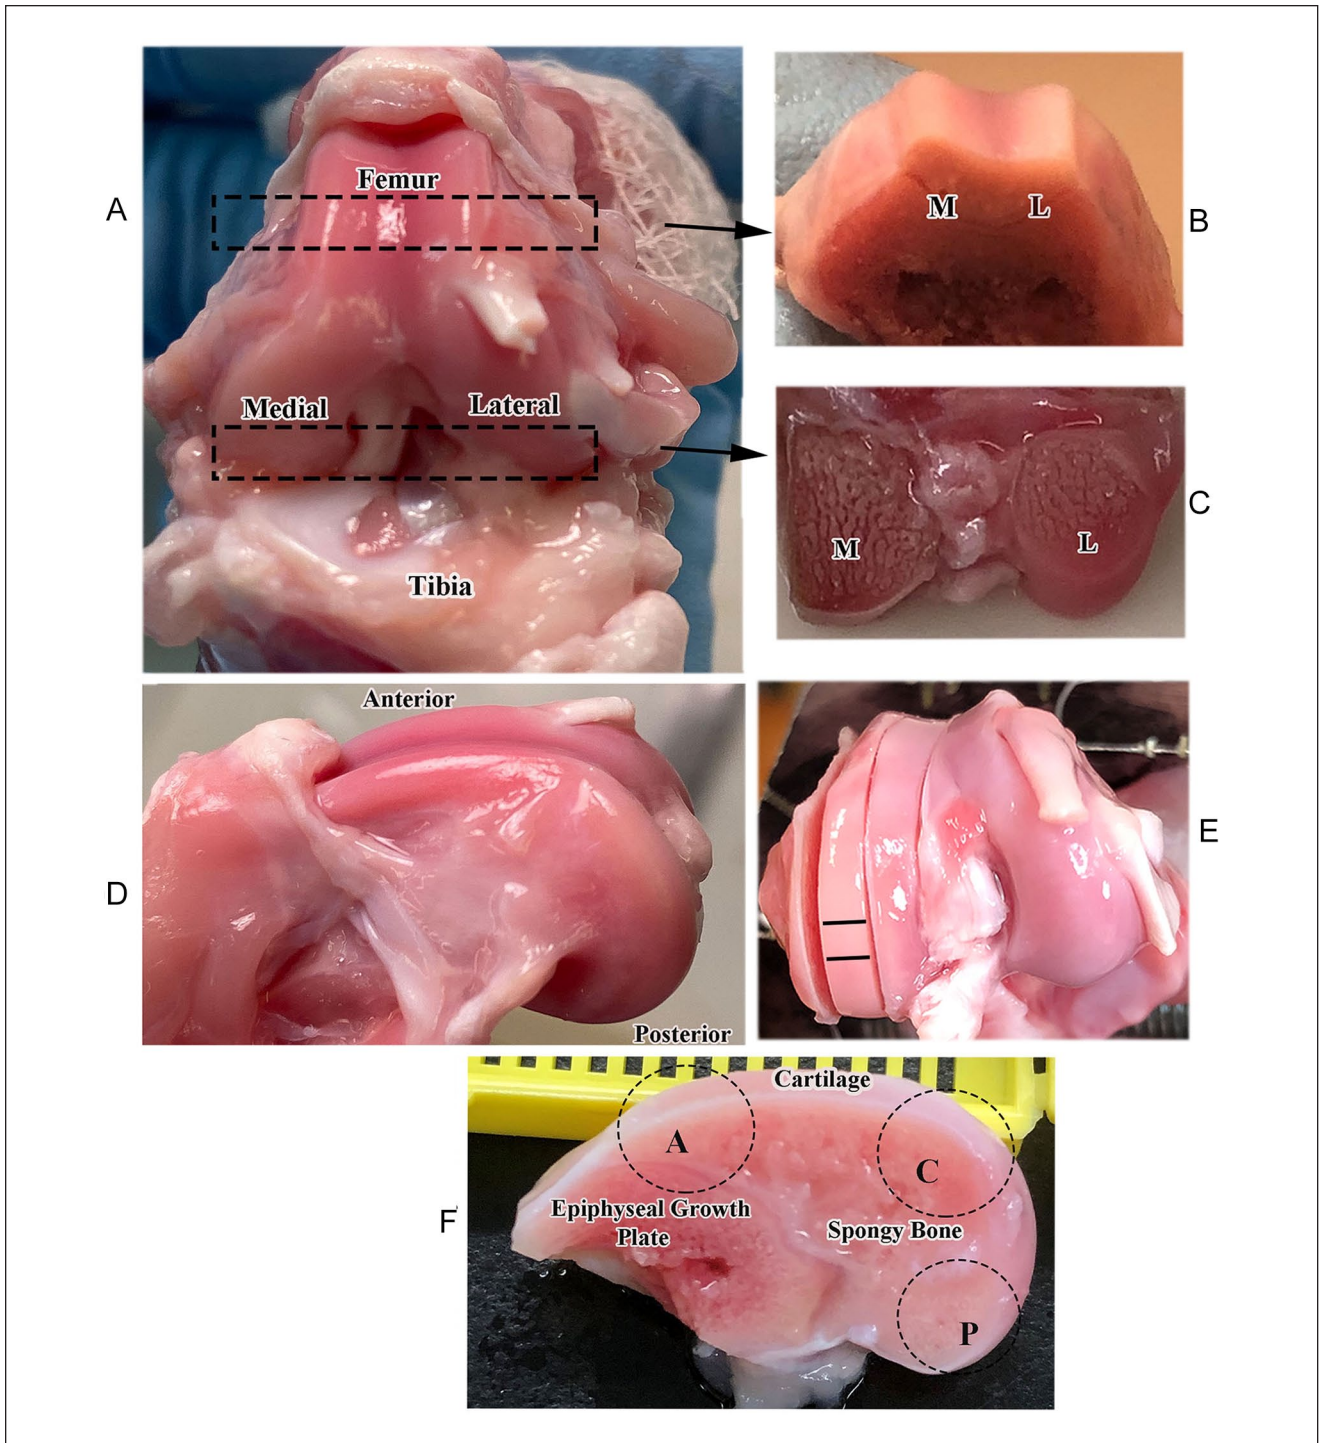 A
Femur
Medial
Lateral
Tibia
B
M
L
C
M
L
D
Anterior
Posterior
E
F
Cartilage
A
C
Epiphyseal Growth
Plate
Spongy Bone
P